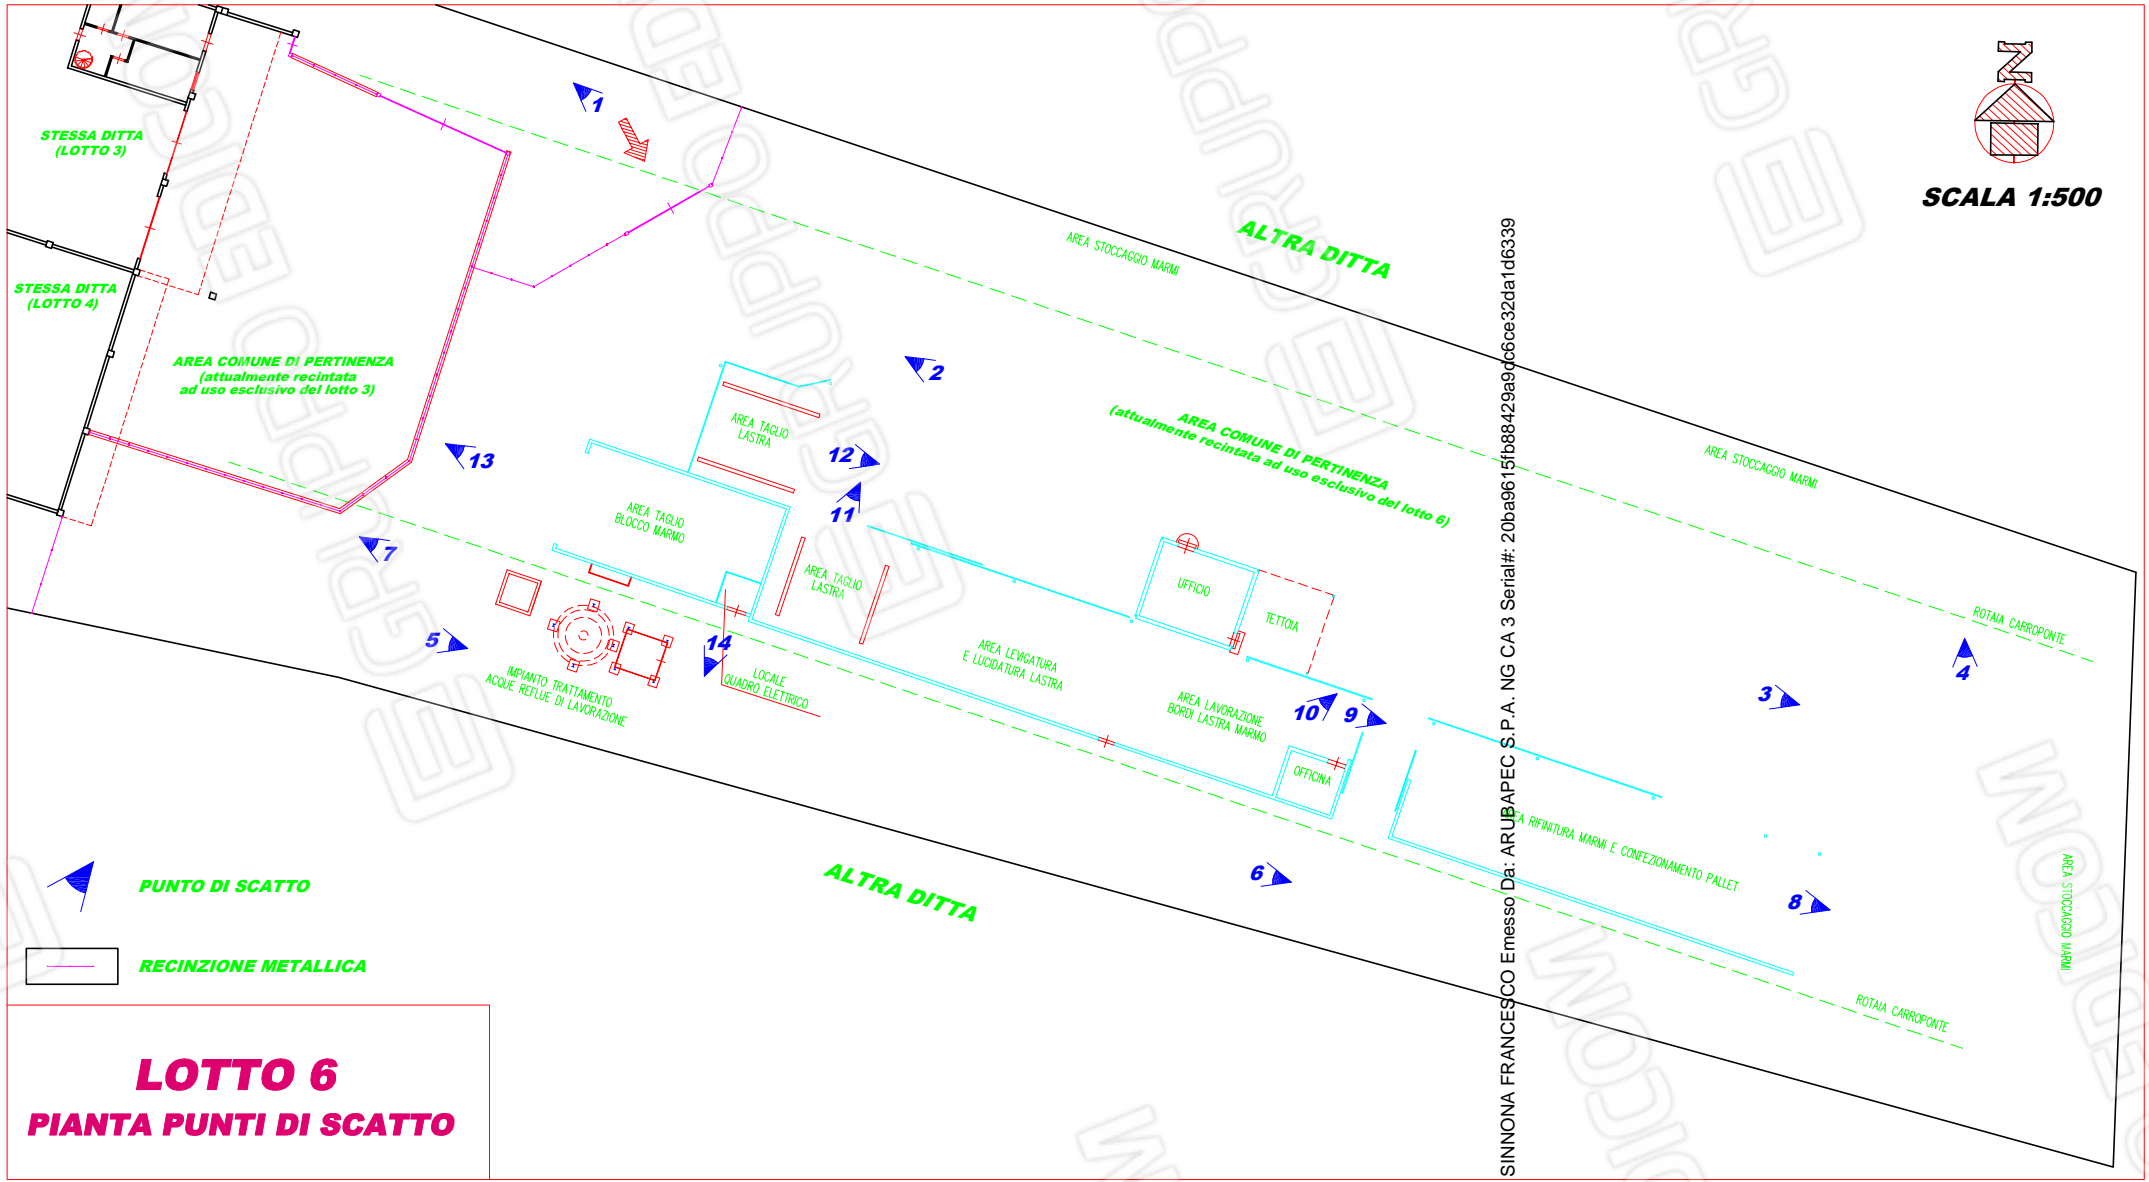 STESSA DITTA
(LOTTO 3)
STESSA DITTA
(LOTTO 4)
AREA COMUNE DI PERTINENZA
(attualmente recintata
ad uso esclusivo del lotto 3)
1
N
SCALA 1:500
ALTRA DITTA
AREA STOCCAGGIO MARMI
2
AREA COMUNE DI PERTINENZA
(attualmente recintata ad uso esclusivo del lotto 6)
AREA STOCCAGGIO MARMI
AREA TAGLIO
LASTRA
12
13
11
AREA TAGLIO
BLOCCO MARMO
7
AREA TAGLIO
LASTRA
UFFICIO
TETTOIA
ROTAIA CARROPONTE
5
14
IMPIANTO TRATTAMENTO
ACQUE REFLUE DI LAVORAZIONE
LOCALE
QUADRO ELETTRICO
AREA LEVIGATURA
E LUCIDATURA LASTRA
AREA LAVORAZIONE
BORDI LASTRA MARMO
10
9
3
4
OFFICINA
AREA RIFINITURA MARMI E CONFEZIONAMENTO PALLET
6
8
AREA STOCCAGGIO MARMI
ROTAIA CARROPONTE
ALTRA DITTA
PUNTO DI SCATTO
RECINZIONE METALLICA
LOTTO 6
PIANTA PUNTI DI SCATTO
SINNONA FRANCESCO Emesso Da: ARUBAPEC S.P.A. NG CA 3 Serial#: 20ba9615fb88429a9dc6ce32da1d6339